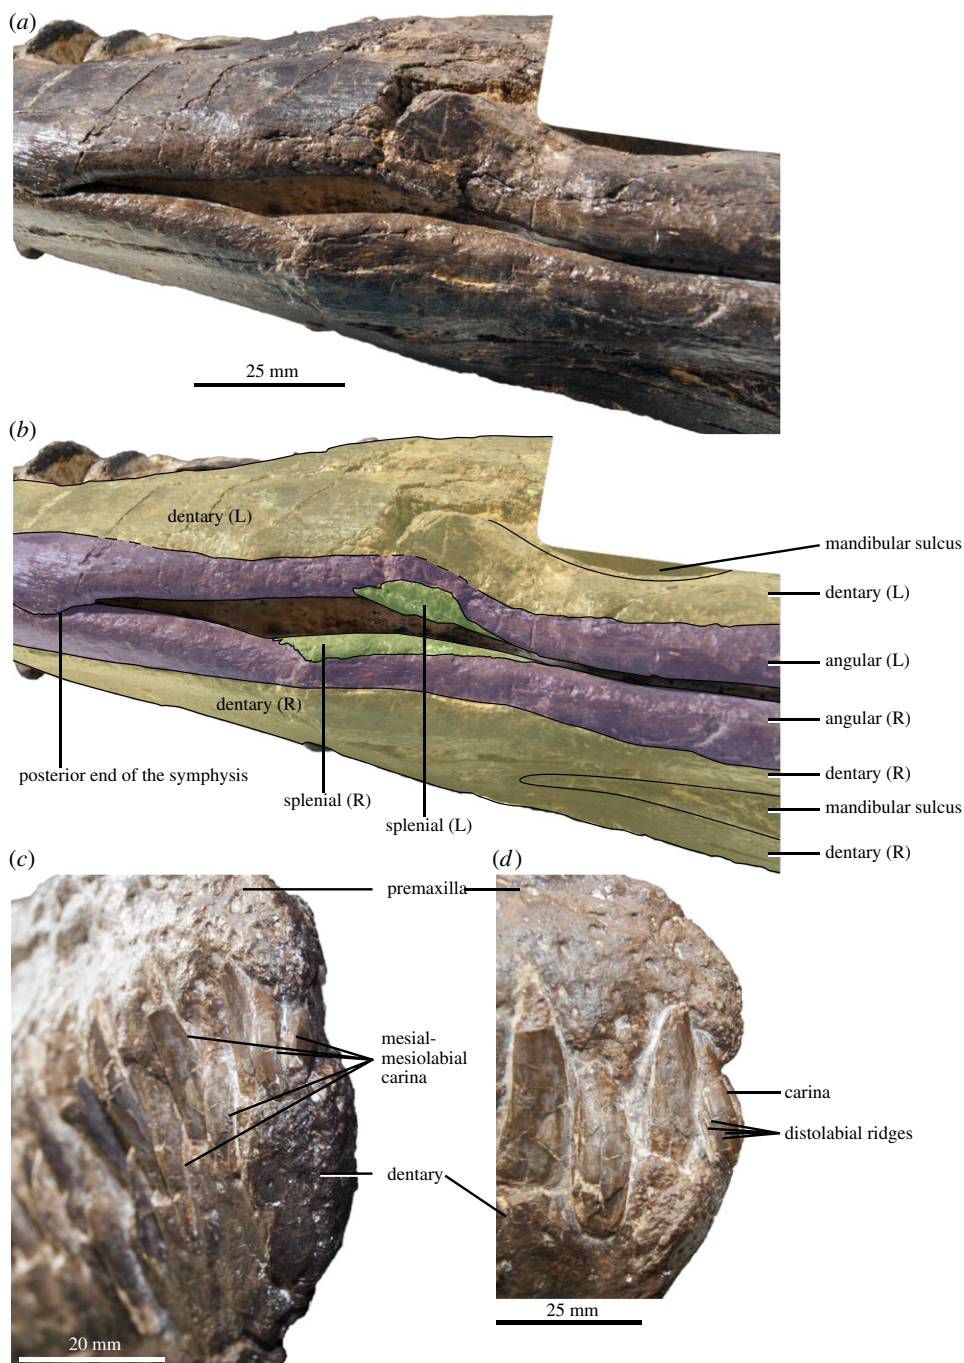 (a)
25 mm
(b)
dentary (L)
mandibular sulcus
dentary (L)
angular (L)
angular (R)
dentary (R)
posterior end of the symphysis
dentary (R)
splenial (R)
mandibular sulcus
splenial (L)
dentary (R)
(c)
(d)
premaxilla
mesial-
mesiolabial
carina
carina
distolabial ridges
dentary
25 mm
20 mm